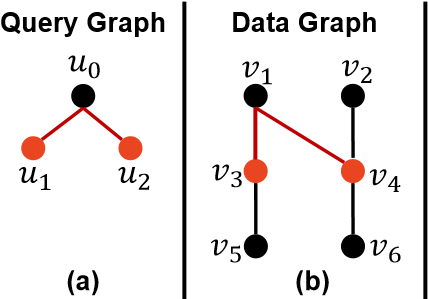 Query Graph
Data Graph
u₀
v₁
v₂
u₁
u₂
v₃
v₄
v₅
v₆
(a)
(b)